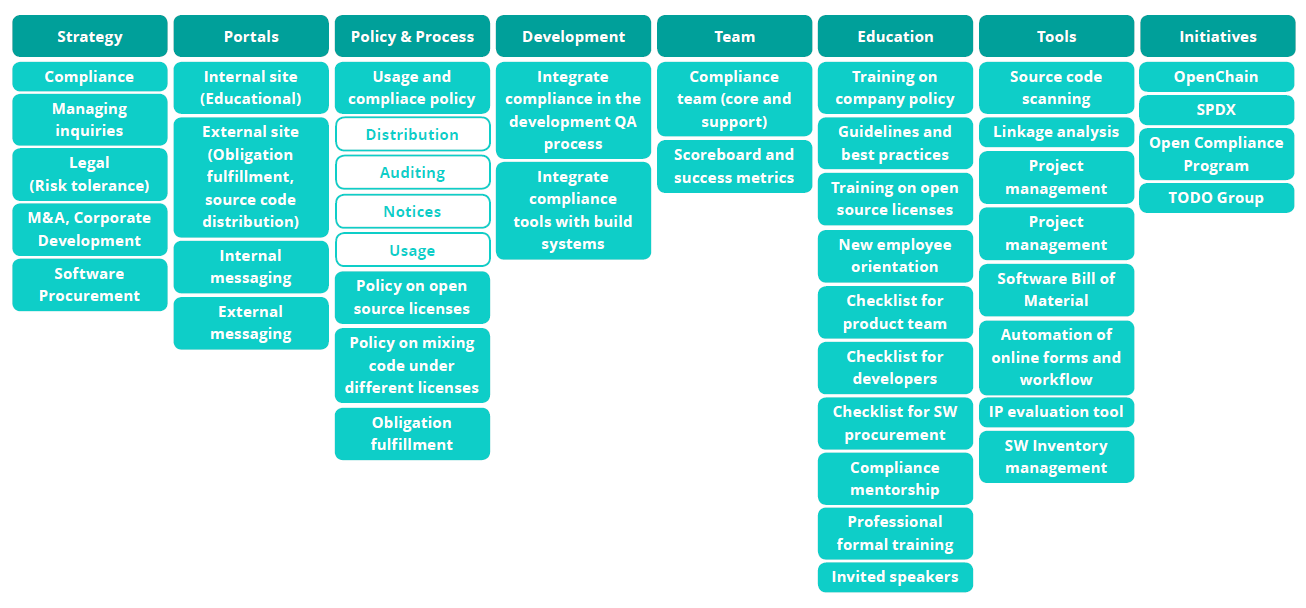 Strategy
Compliance
Managing
inquiries
Legal
(Risk tolerance)
M&A, Corporate
Development
Software
Procurement
Portals
Internal site
(Educational)
External site
(Obligation
fulfillment,
source code
distribution)
Internal
messaging
External
messaging
Policy & Process
Usage and
compliace policy
Distribution
Auditing
Notices
Usage
Policy on open
source licenses
Policy on mixing
code under
different licenses
Obligation
fulfillment
Development
Integrate
compliance in the
development QA
process
Integrate
compliance
tools with build
systems
Team
Compliance
team (core and
support)
Scoreboard and
success metrics
Education
Training on
company policy
Guidelines and
best practices
Training on open
source licenses
New employee
orientation
Checklist for
product team
Checklist for
developers
Checklist for SW
procurement
Compliance
mentorship
Professional
formal training
Invited speakers
Tools
Source code
scanning
Linkage analysis
Project
management
Project
management
Software Bill of
Material
Automation of
online forms and
workflow
IP evaluation tool
SW Inventory
management
Initiatives
OpenChain
SPDX
Open Compliance
Program
TODO Group